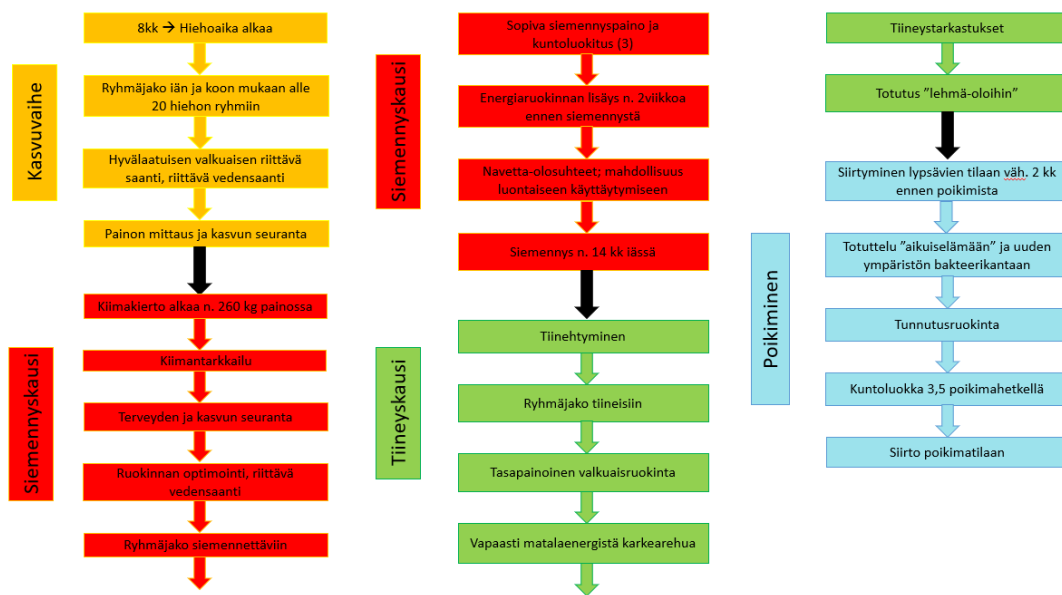 Kasvuvaihe
8kk → Hiehoaika alkaa
Ryhmäjako iän ja koon mukaan alle
20 hiehon ryhmiin
Hyvälaatuisen valkuaisen riittävä
saanti, riittävä vedensaanti
Painon mittaus ja kasvun seuranta
Siemennyskausi
Kiimakierto alkaa n. 260 kg painossa
Kiimantarkkailu
Terveyden ja kasvun seuranta
Ruokinnan optimointi, riittävä
vedensaanti
Ryhmäjako siemennettäviin
Siemennyskausi
Sopiva siemennyspaino ja
kuntoluokitus (3)
Energiaruokinnan lisäys n. 2viikkoa
ennen siemennystä
Navetta-olosuhteet; mahdollisuus
luontaiseen käyttäytymiseen
Siemennys n. 14 kk iässä
Tiineyskausi
Tiinehtyminen
Ryhmäjako tiineisiin
Tasapainoinen valkuaisruokinta
Vapaasti matalaenergistä karkearehua
Tiineystarkastukset
Totutus ”lehmä-oloihin”
Poikiminen
Siirtyminen lypsävien tilaan väh. 2 kk
ennen poikimista
Totuttelu ”aikuiselämään” ja uuden
ympäristön bakteerikantaan
Tunnutusruokinta
Kuntoluokka 3,5 poikimahetkellä
Siirto poikimatilaan